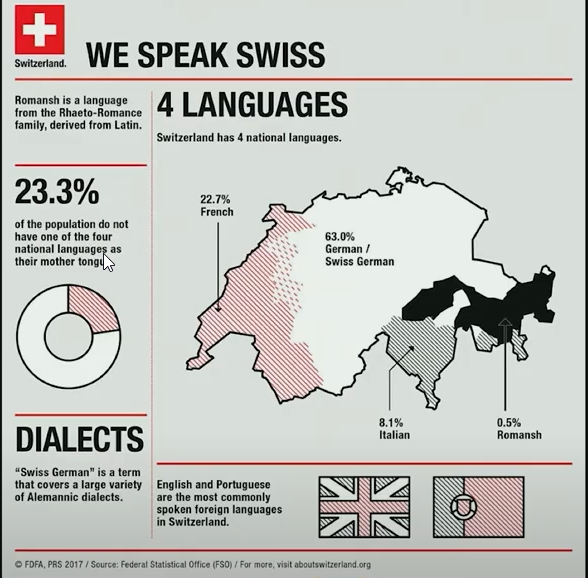 Switzerland.
WE SPEAK SWISS
Romansh is a language
from the Rhaeto-Romance
family, derived from Latin.
23.3%
of the population do not
have one of the four
national languages as
their mother tongu
DIALECTS
“Swiss German” is a term
that covers a large variety
of Alemannic dialects.
4 LANGUAGES
Switzerland has 4 national languages.
22.7%
French
63.0%
German /
Swiss German
8.1%
Italian
0.5%
Romansh
English and Portuguese
are the most commonly
spoken foreign languages
in Switzerland.
© FDFA, PRS 2017 / Source: Federal Statistical Office (FSO) / For more, visit aboutswitzerland.org